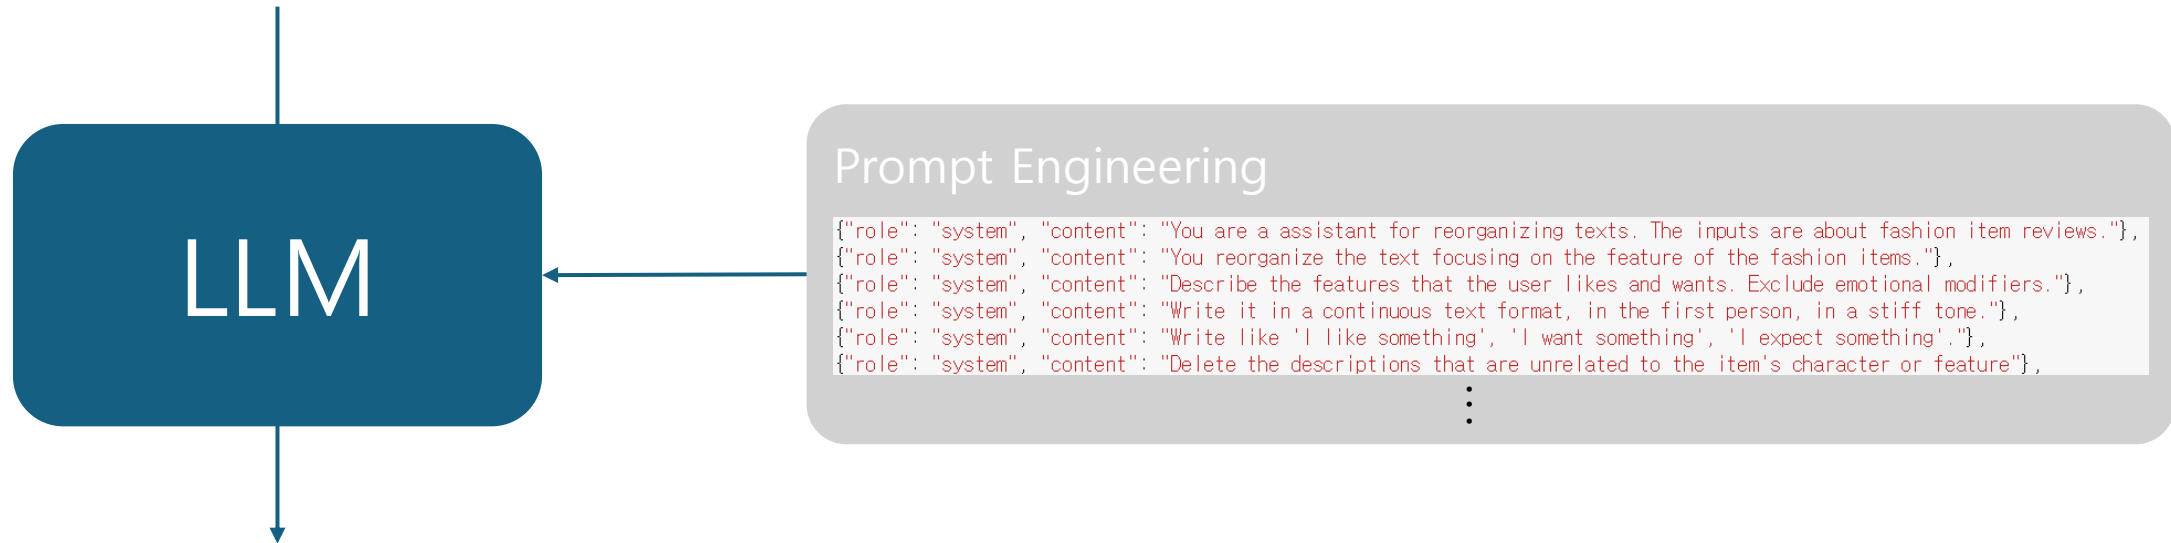 LLM
Prompt Engineering
{"role": "system", "content": "You are a assistant for reorganizing texts. The inputs are about fashion item reviews."},
{"role": "system", "content": "You reorganize the text focusing on the feature of the fashion items."},
{"role": "system", "content": "Describe the features that the user likes and wants. Exclude emotional modifiers."},
{"role": "system", "content": "Write it in a continuous text format, in the first person, in a stiff tone."},
{"role": "system", "content": "Write like 'I like something', 'I want something', 'I expect something'."},
{"role": "system", "content": "Delete the descriptions that are unrelated to the item's character or feature"},